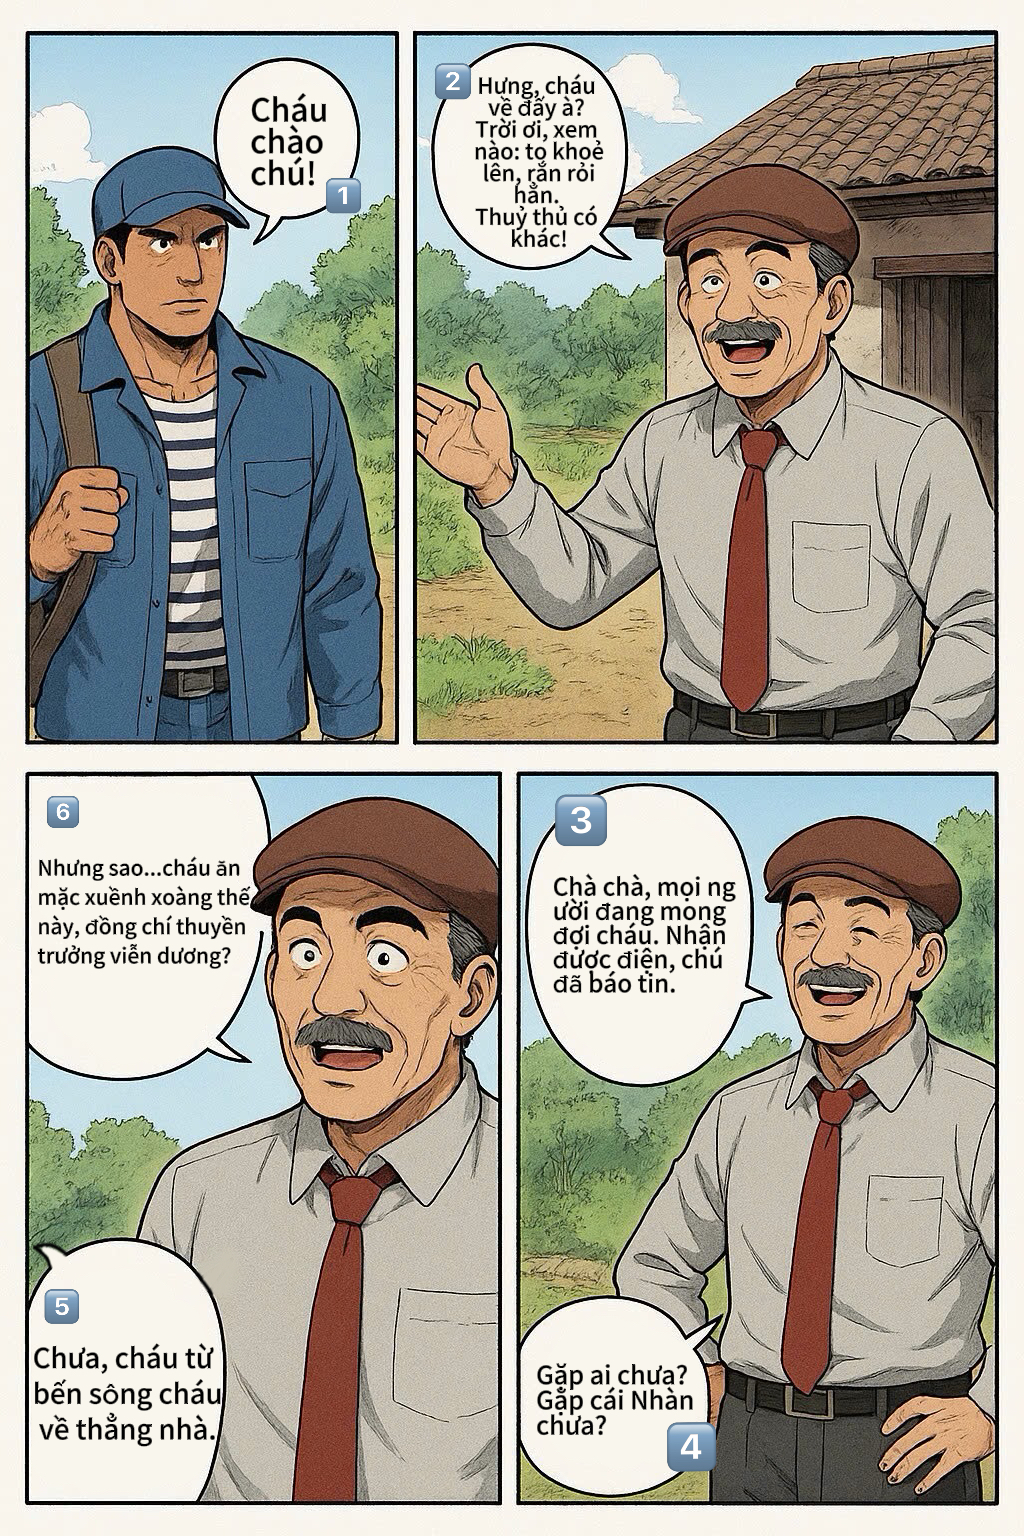 Cháu
chào
chú!
1
2
Hưng, cháu
về đấy à?
Trời ơi, xem
nào: to khoẻ
lên, rắn rỏi
hẳn.
Thuỷ thủ có
khác!
3
Chà chà, mọi ng
ười đang mong
đợi cháu. Nhận
được điện, chú
đã báo tin.
Gặp ai chưa?
Gặp cái Nhàn
chưa?
4
5
Chưa, cháu từ
bến sông cháu
về thẳng nhà.
6
Nhưng sao...cháu ăn
mặc xuềnh xoàng thế
này, đồng chí thuyền
trưởng viễn dương?